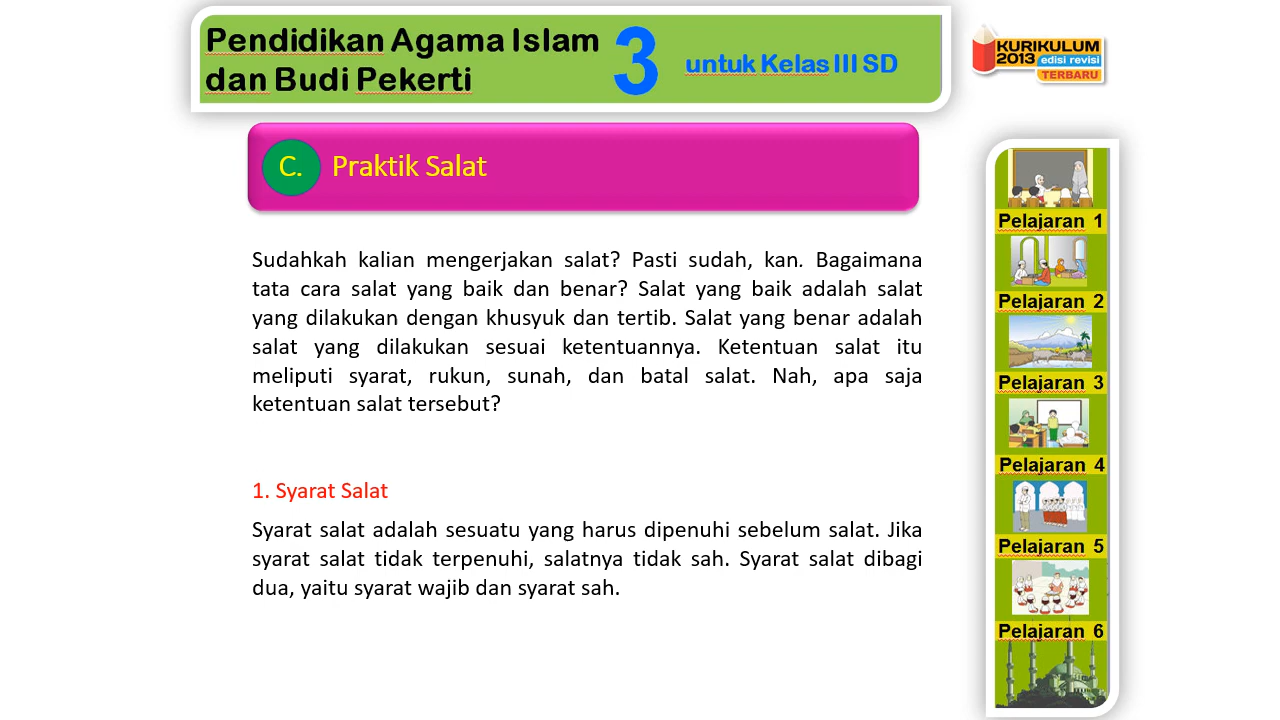 Pendidikan Agama Islam
dan Budi Pekerti
3
untuk Kelas III SD
KURIKULUM
2013 edisi revisi
TERBARU
C. Praktik Salat
Sudahkah kalian mengerjakan salat? Pasti sudah, kan. Bagaimana
tata cara salat yang baik dan benar? Salat yang baik adalah salat
yang dilakukan dengan khusyuk dan tertib. Salat yang benar adalah
salat yang dilakukan sesuai ketentuannya. Ketentuan salat itu
meliputi syarat, rukun, sunah, dan batal salat. Nah, apa saja
ketentuan salat tersebut?
1. Syarat Salat
Syarat salat adalah sesuatu yang harus dipenuhi sebelum salat. Jika
syarat salat tidak terpenuhi, salatnya tidak sah. Syarat salat dibagi
dua, yaitu syarat wajib dan syarat sah.
Pelajaran 1
Pelajaran 2
Pelajaran 3
Pelajaran 4
Pelajaran 5
Pelajaran 6